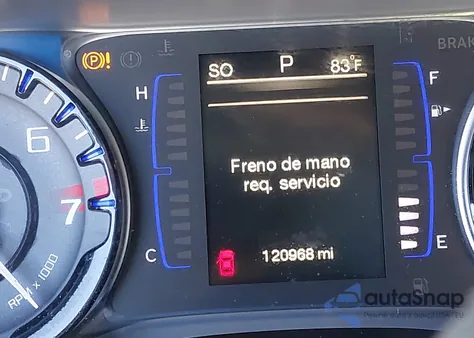 BRAK
SO P 83°F
H
F
Freno de mano
req. servicio
6
7
RPM x 1000
C
E
120968 mi
autoSnap